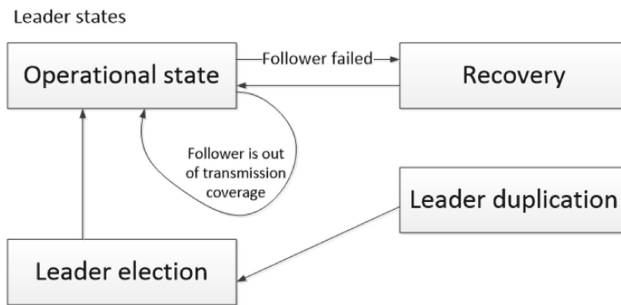 Leader states
Operational state
Follower failed
Recovery
Follower is out
of transmission
coverage
Leader duplication
Leader election